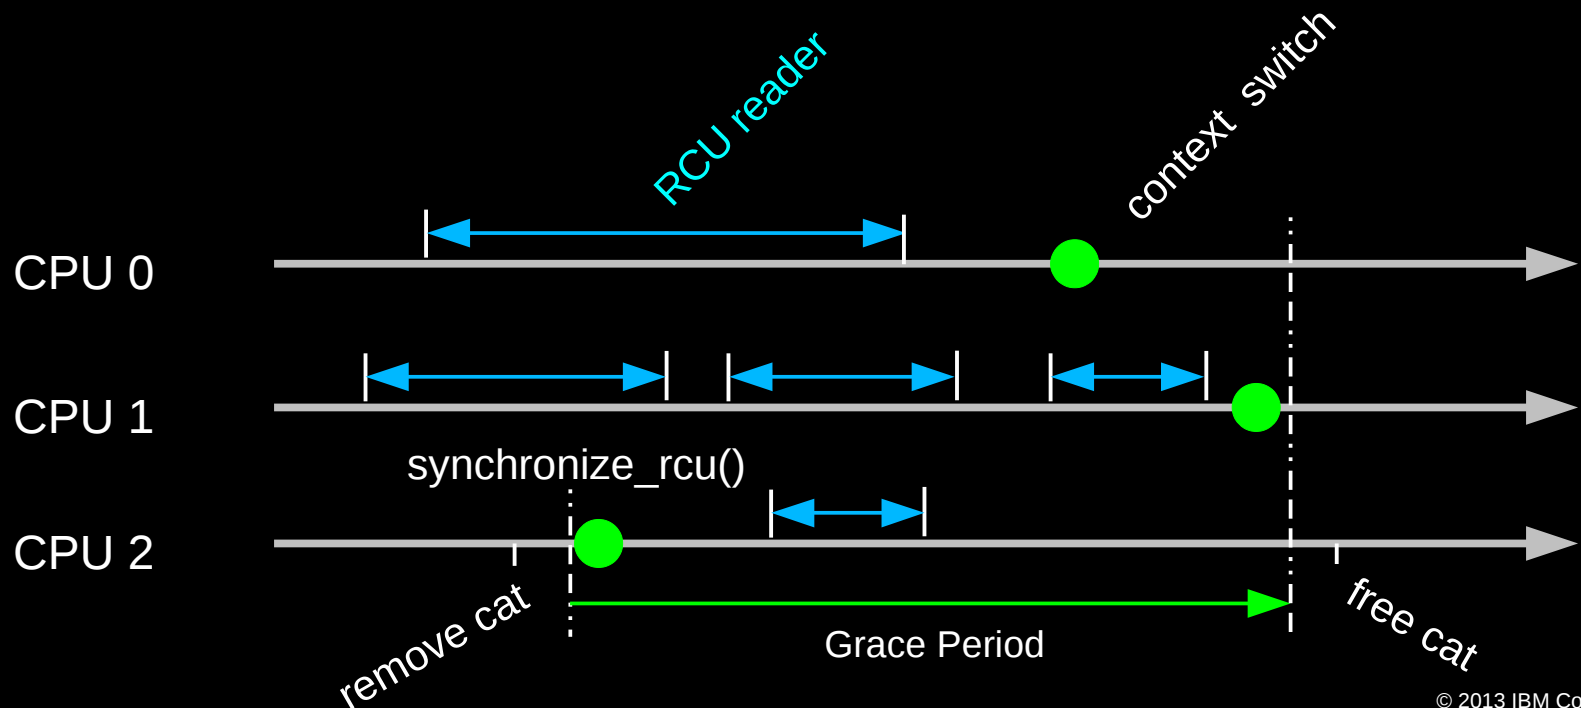 RCU reader
context switch
CPU 0
CPU 1
synchronize_rcu()
CPU 2
remove cat
Grace Period
free cat
© 2013 IBM Co